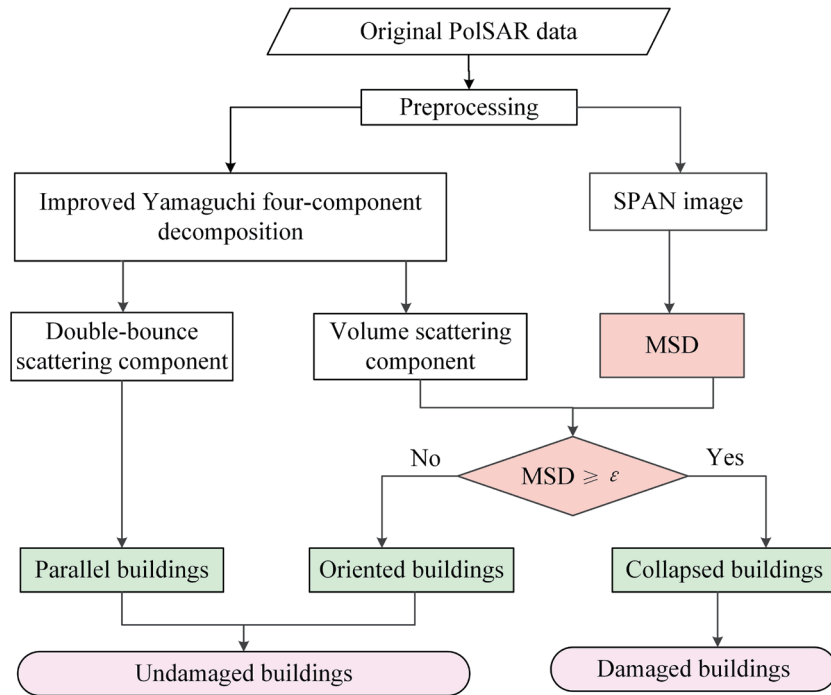 Original PolSAR data
Preprocessing
Improved Yamaguchi four-component
decomposition
SPAN image
Double-bounce
scattering component
Volume scattering
component
MSD
No
MSD ⩾ ε
Yes
Parallel buildings
Oriented buildings
Collapsed buildings
Undamaged buildings
Damaged buildings